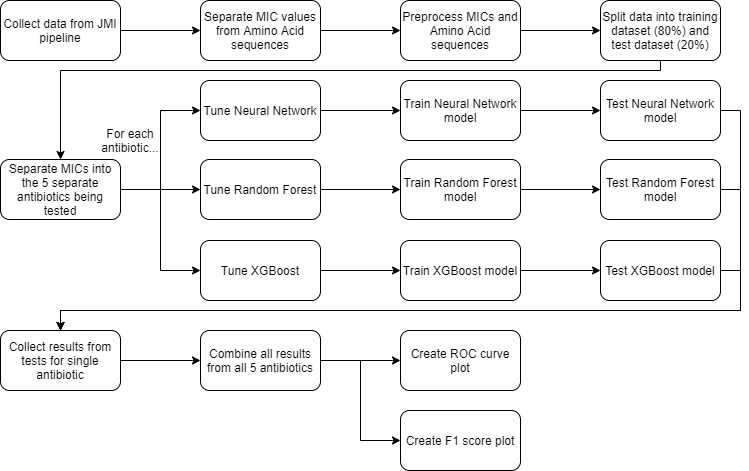 Collect data from JMI
pipeline
Separate MIC values
from Amino Acid
sequences
Preprocess MICs and
Amino Acid
sequences
Split data into training
dataset (80%) and
test dataset (20%)
For each
antibiotic...
Separate MICs into
the 5 separate
antibiotics being
tested
Tune Neural Network
Train Neural Network
model
Test Neural Network
model
Tune Random Forest
Train Random Forest
model
Test Random Forest
model
Tune XGBoost
Train XGBoost model
Test XGBoost model
Collect results from
tests for single
antibiotic
Combine all results
from all 5 antibiotics
Create ROC curve
plot
Create F1 score plot